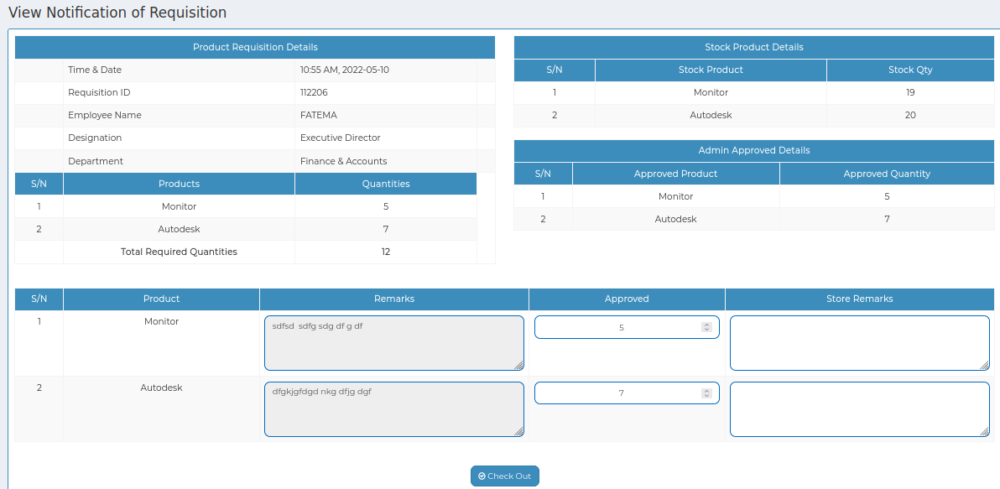 View Notification of Requisition
Product Requisition Details
Time & Date 10:55 AM, 2022-05-10
Requisition ID 112206
Employee Name FATEMA
Designation Executive Director
Department Finance & Accounts
S/N Products Quantities
1 Monitor 5
2 Autodesk 7
Total Required Quantities 12
Stock Product Details
S/N Stock Product Stock Qty
1 Monitor 19
2 Autodesk 20
Admin Approved Details
S/N Approved Product Approved Quantity
1 Monitor 5
2 Autodesk 7
S/N Product Remarks Approved Store Remarks
1 Monitor sdfsd sdfg sdg df g df 5
2 Autodesk dfgkjgfdgd nkg dfjg dgf 7
Check Out